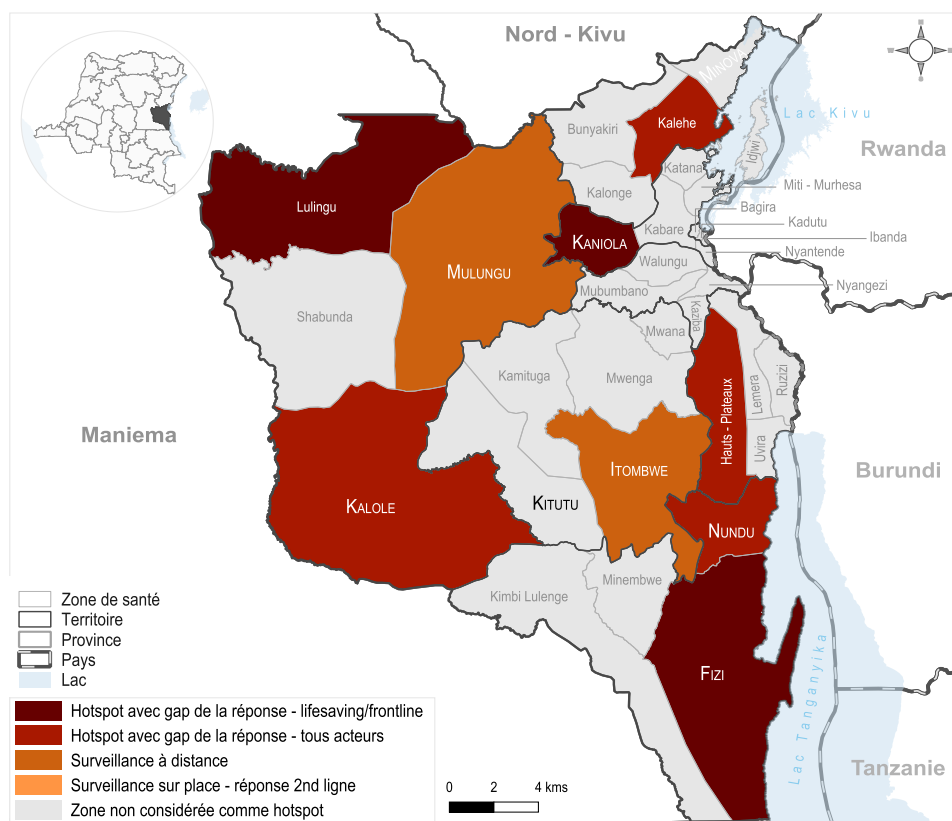 Nord - Kivu
MINOVA
Lac Kivu
Kalehe
Bunyakiri
Rwanda
Idjwi
Katana
Miti - Murhesa
Kalonge
Lulingu
Bagira
Kadutu
Kabare
Ibanda
KANIOLA
Nyantende
Walungu
MULUNGU
Nyangezi
Mubumbano
Kaziba
Shabunda
Mwana
Kamituga
Mwenga
Lemera
Ruzizi
Hauts - Plateaux
Maniema
Uvira
Burundi
ITOMBWE
KITUTU
KALOLE
NUNDU
Minembwe
Kimbi Lulenge
FIZI
Lac Tanganyika
Tanzanie
Zone de santé
Territoire
Province
Pays
Lac
Hotspot avec gap de la réponse - lifesaving/frontline
Hotspot avec gap de la réponse - tous acteurs
Surveillance à distance
Surveillance sur place - réponse 2nd ligne
Zone non considérée comme hotspot
0 2 4 kms